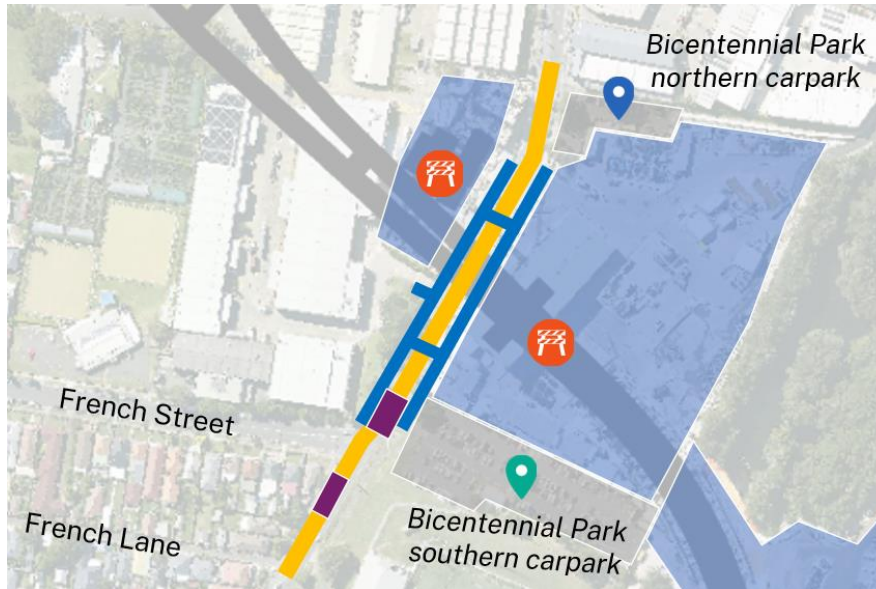 Bicentennial Park
northern carpark
French Street
French Lane
Bicentennial Park
southern carpark